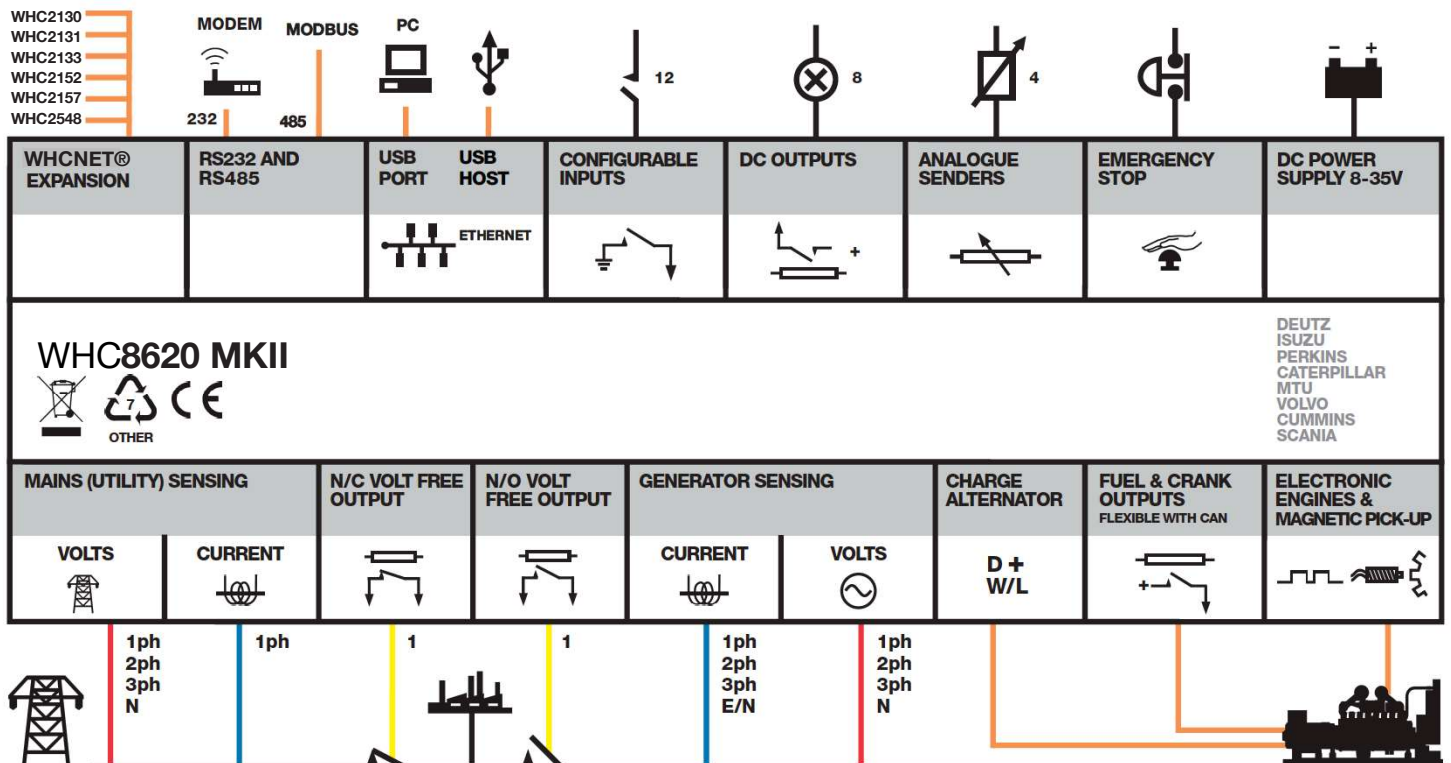 WHC2130
WHC2131
WHC2133
WHC2152
WHC2157
WHC2548
MODEM
232
MODBUS
485
PC
12
8
4
- +
WHCNET®
EXPANSION
RS232 AND
RS485
USB
PORT
USB
HOST
ETHERNET
CONFIGURABLE
INPUTS
DC OUTPUTS
+
ANALOGUE
SENDERS
EMERGENCY
STOP
DC POWER
SUPPLY 8-35V
WHC8620 MKII
7
OTHER
CE
DEUTZ
ISUZU
PERKINS
CATERPILLAR
MTU
VOLVO
CUMMINS
SCANIA
MAINS (UTILITY) SENSING
VOLTS
CURRENT
N/C VOLT FREE
OUTPUT
N/O VOLT
FREE OUTPUT
GENERATOR SENSING
CURRENT
VOLTS
CHARGE
ALTERNATOR
D +
W/L
FUEL & CRANK
OUTPUTS
FLEXIBLE WITH CAN
+
ELECTRONIC
ENGINES &
MAGNETIC PICK-UP
1ph
2ph
3ph
N
1ph
1
1
1ph
2ph
3ph
E/N
1ph
2ph
3ph
N